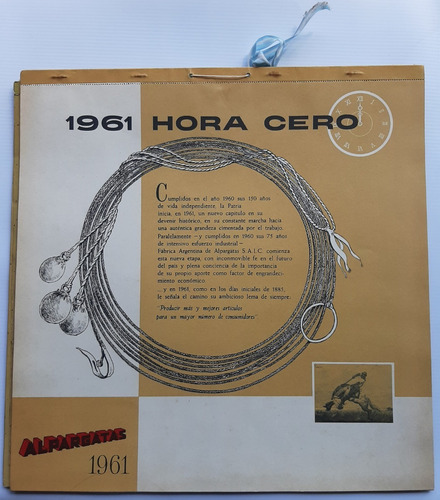 1961 HORA CERO
Cumplidos en el año 1960 sus 150 años
de vida independiente, la Patria
inicia, en 1961, un nuevo capítulo en su
devenir histórico, en su constante marcha hacia
una auténtica grandeza cimentada por el trabajo.
Paralelamente - y cumplidos en 1960 sus 75 años
de intensivo esfuerzo industrial -
Fábrica Argentina de Alpargatas S.A.I.C. comienza
esta nueva etapa, con inconmovible fe en el futuro
del país y plena conciencia de la importancia
de su propio aporte como factor de engrandeci-
miento económico.
... y en 1961, como en los días iniciales de 1885,
le señala el camino su ambicioso lema de siempre:
"Producir más y mejores artículos
para un mayor número de consumidores"
ALPARGATAS
1961